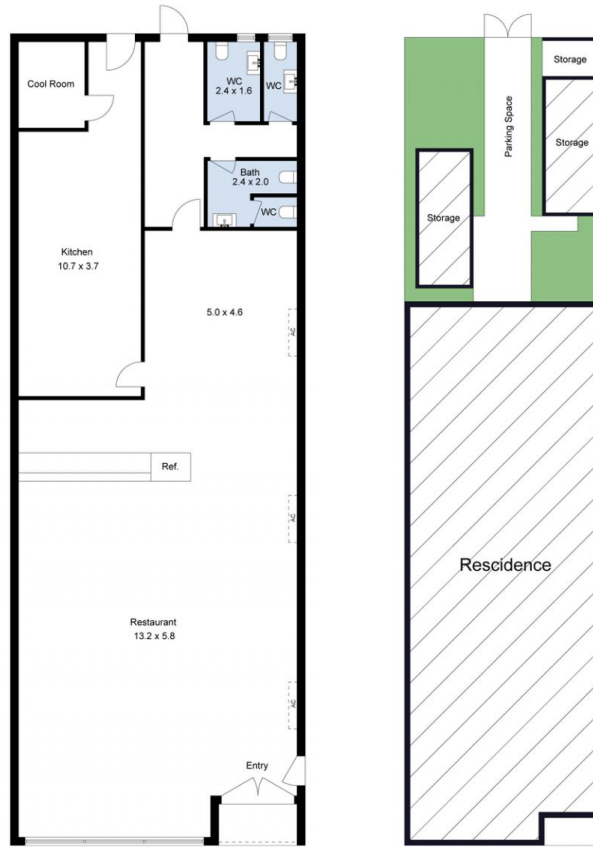 Cool Room
WC
2.4 x 1.6
WC
Bath
2.4 x 2.0
WC
Kitchen
10.7 x 3.7
5.0 x 4.6
AC
Ref.
AC
Restaurant
13.2 x 5.8
AC
Entry
Storage
Parking Space
Storage
Storage
Rescidence